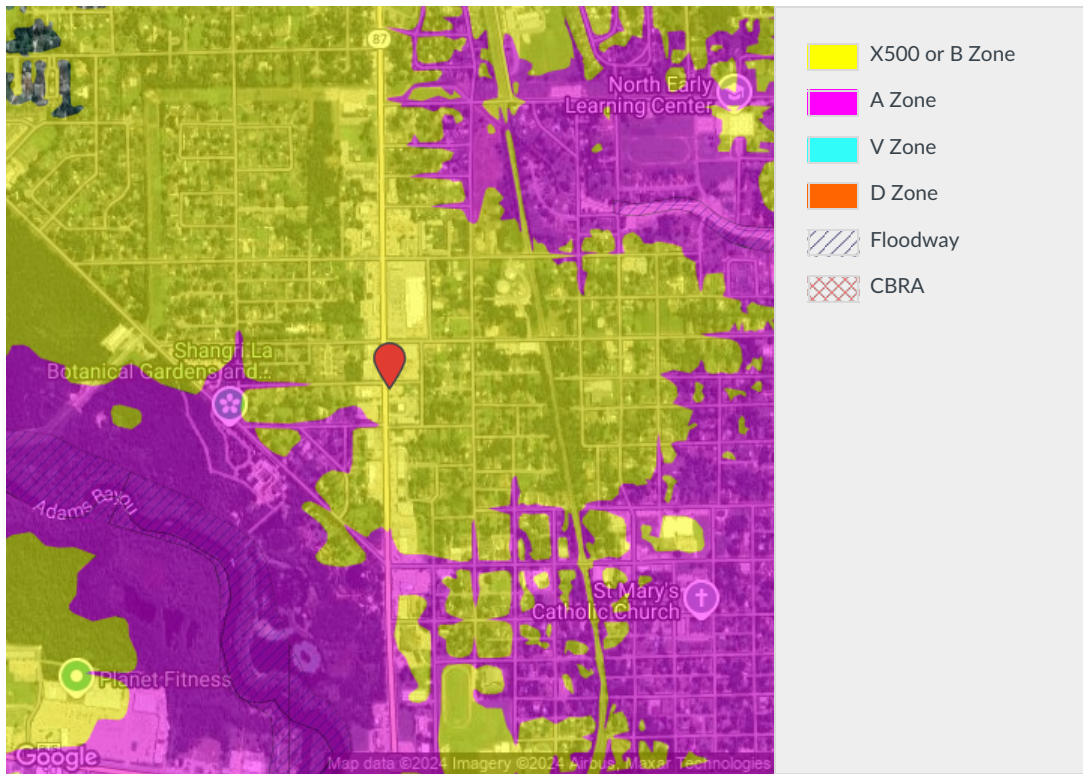 87
North Early
Learning Center
Shangri La
Botanical Gardens and...
Adams Bayou
St Mary's
Catholic Church
Planet Fitness
Google
Map data ©2024 Imagery ©2024 Airbus, Maxar Technologies
X500 or B Zone
A Zone
V Zone
D Zone
Floodway
CBRA